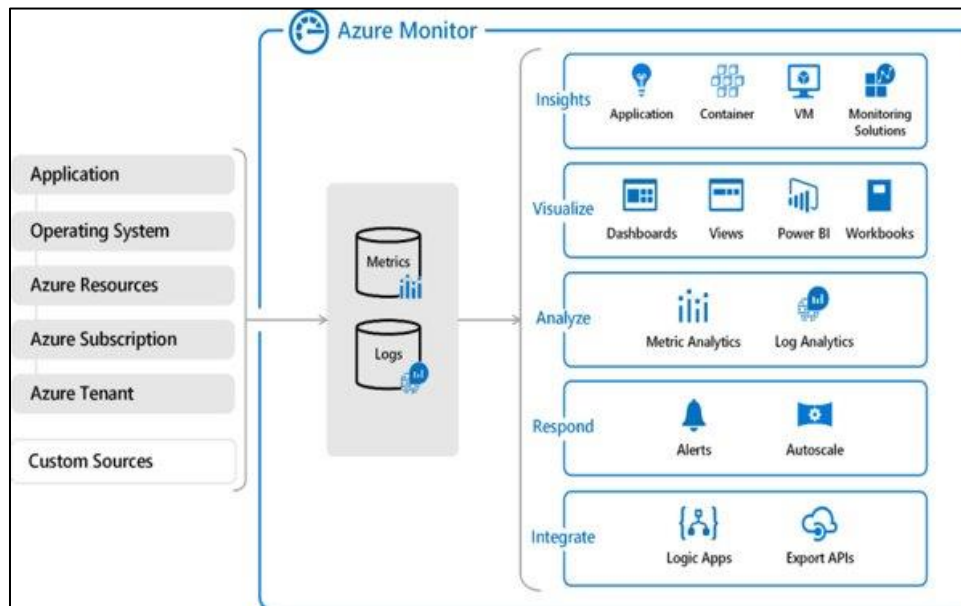 Azure Monitor
Application
Operating System
Azure Resources
Azure Subscription
Azure Tenant
Custom Sources
Metrics
Logs
Insights
Application
Container
VM
Monitoring
Solutions
Visualize
Dashboards
Views
Power BI
Workbooks
Analyze
Metric Analytics
Log Analytics
Respond
Alerts
Autoscale
Integrate
Logic Apps
Export APIs